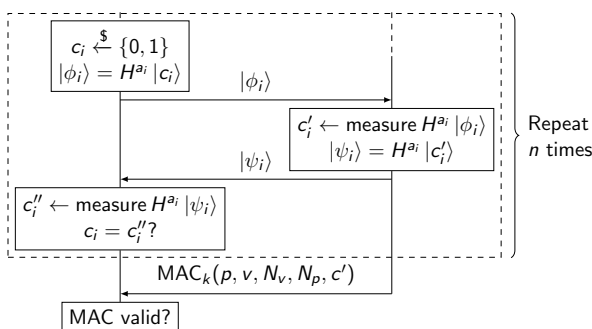 c_i ←$ {0, 1}
|ϕ_i⟩ = H^{a_i} |c_i⟩
|ϕ_i⟩
c'_i ← measure H^{a_i} |ϕ_i⟩
|ψ_i⟩ = H^{a_i} |c'_i⟩
Repeat
n times
|ψ_i⟩
c''_i ← measure H^{a_i} |ψ_i⟩
c_i = c''_i?
MAC_k(p, v, N_v, N_p, c')
MAC valid?